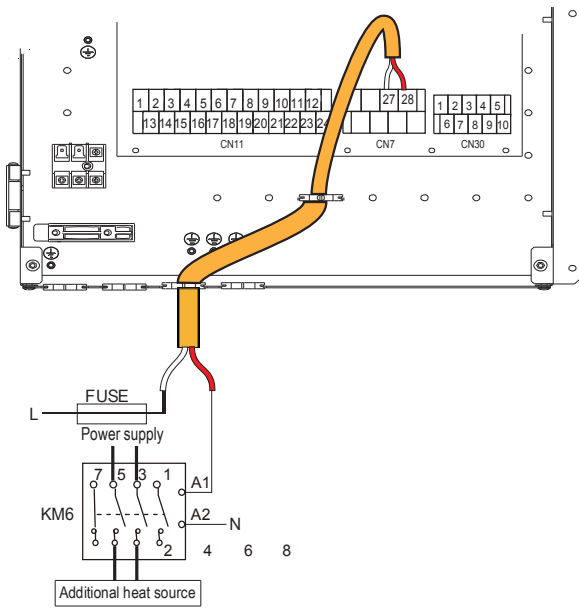 27 28
1 2 3 4 5 6 7 8 9 10 11 12
1 2 3 4 5
13 14 15 16 17 18 19 20 21 22 23 24
6 7 8 9 10
CN11 CN7 CN30
FUSE
L
Power supply
7 5 3 1
A1
KM6
A2 N
2 4 6 8
Additional heat source